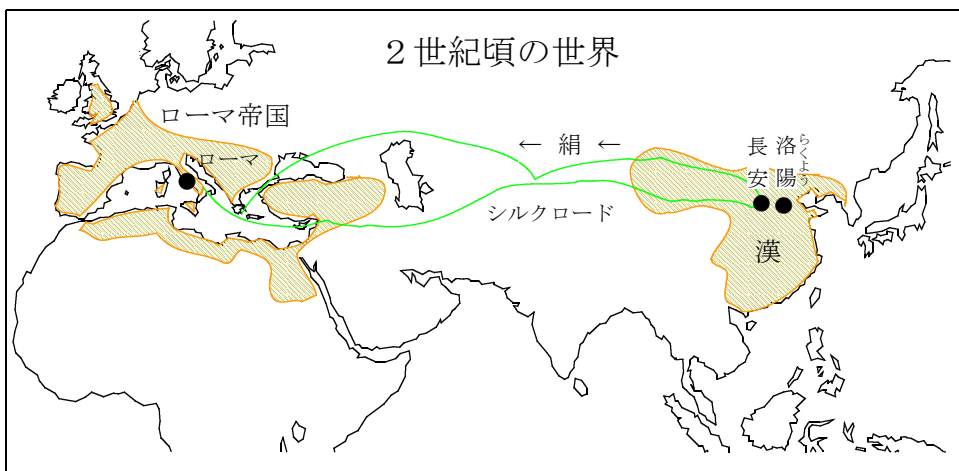 ２世紀頃の世界
ローマ帝国
ローマ
← 絹 ←
シルクロード
長安
洛陽
らくよう
漢